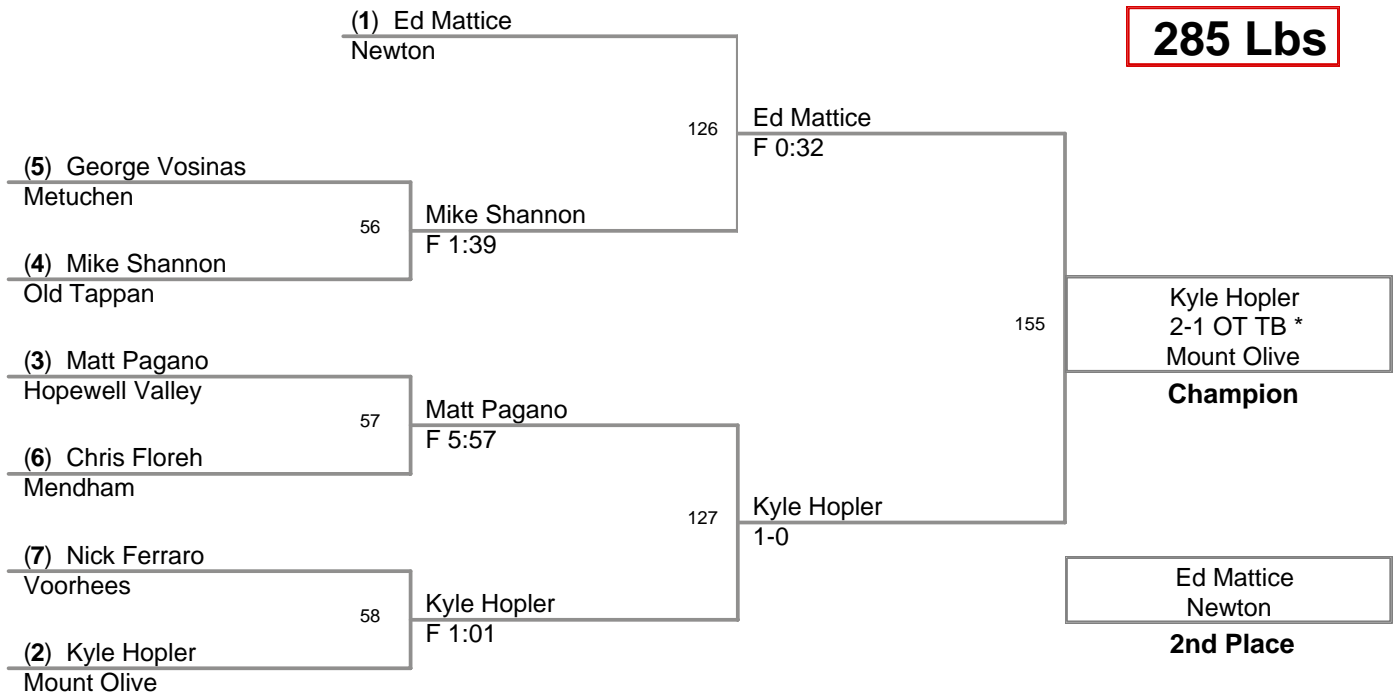 (1) Ed Mattice
Newton
285 Lbs
126
Ed Mattice
F 0:32
(5) George Vosinas
Metuchen
56
Mike Shannon
F 1:39
(4) Mike Shannon
Old Tappan
155
Kyle Hopler
2-1 OT TB *
Mount Olive
Champion
(3) Matt Pagano
Hopewell Valley
57
Matt Pagano
F 5:57
(6) Chris Floreh
Mendham
127
Kyle Hopler
1-0
(7) Nick Ferraro
Voorhees
58
Kyle Hopler
F 1:01
(2) Kyle Hopler
Mount Olive
Ed Mattice
Newton
2nd Place